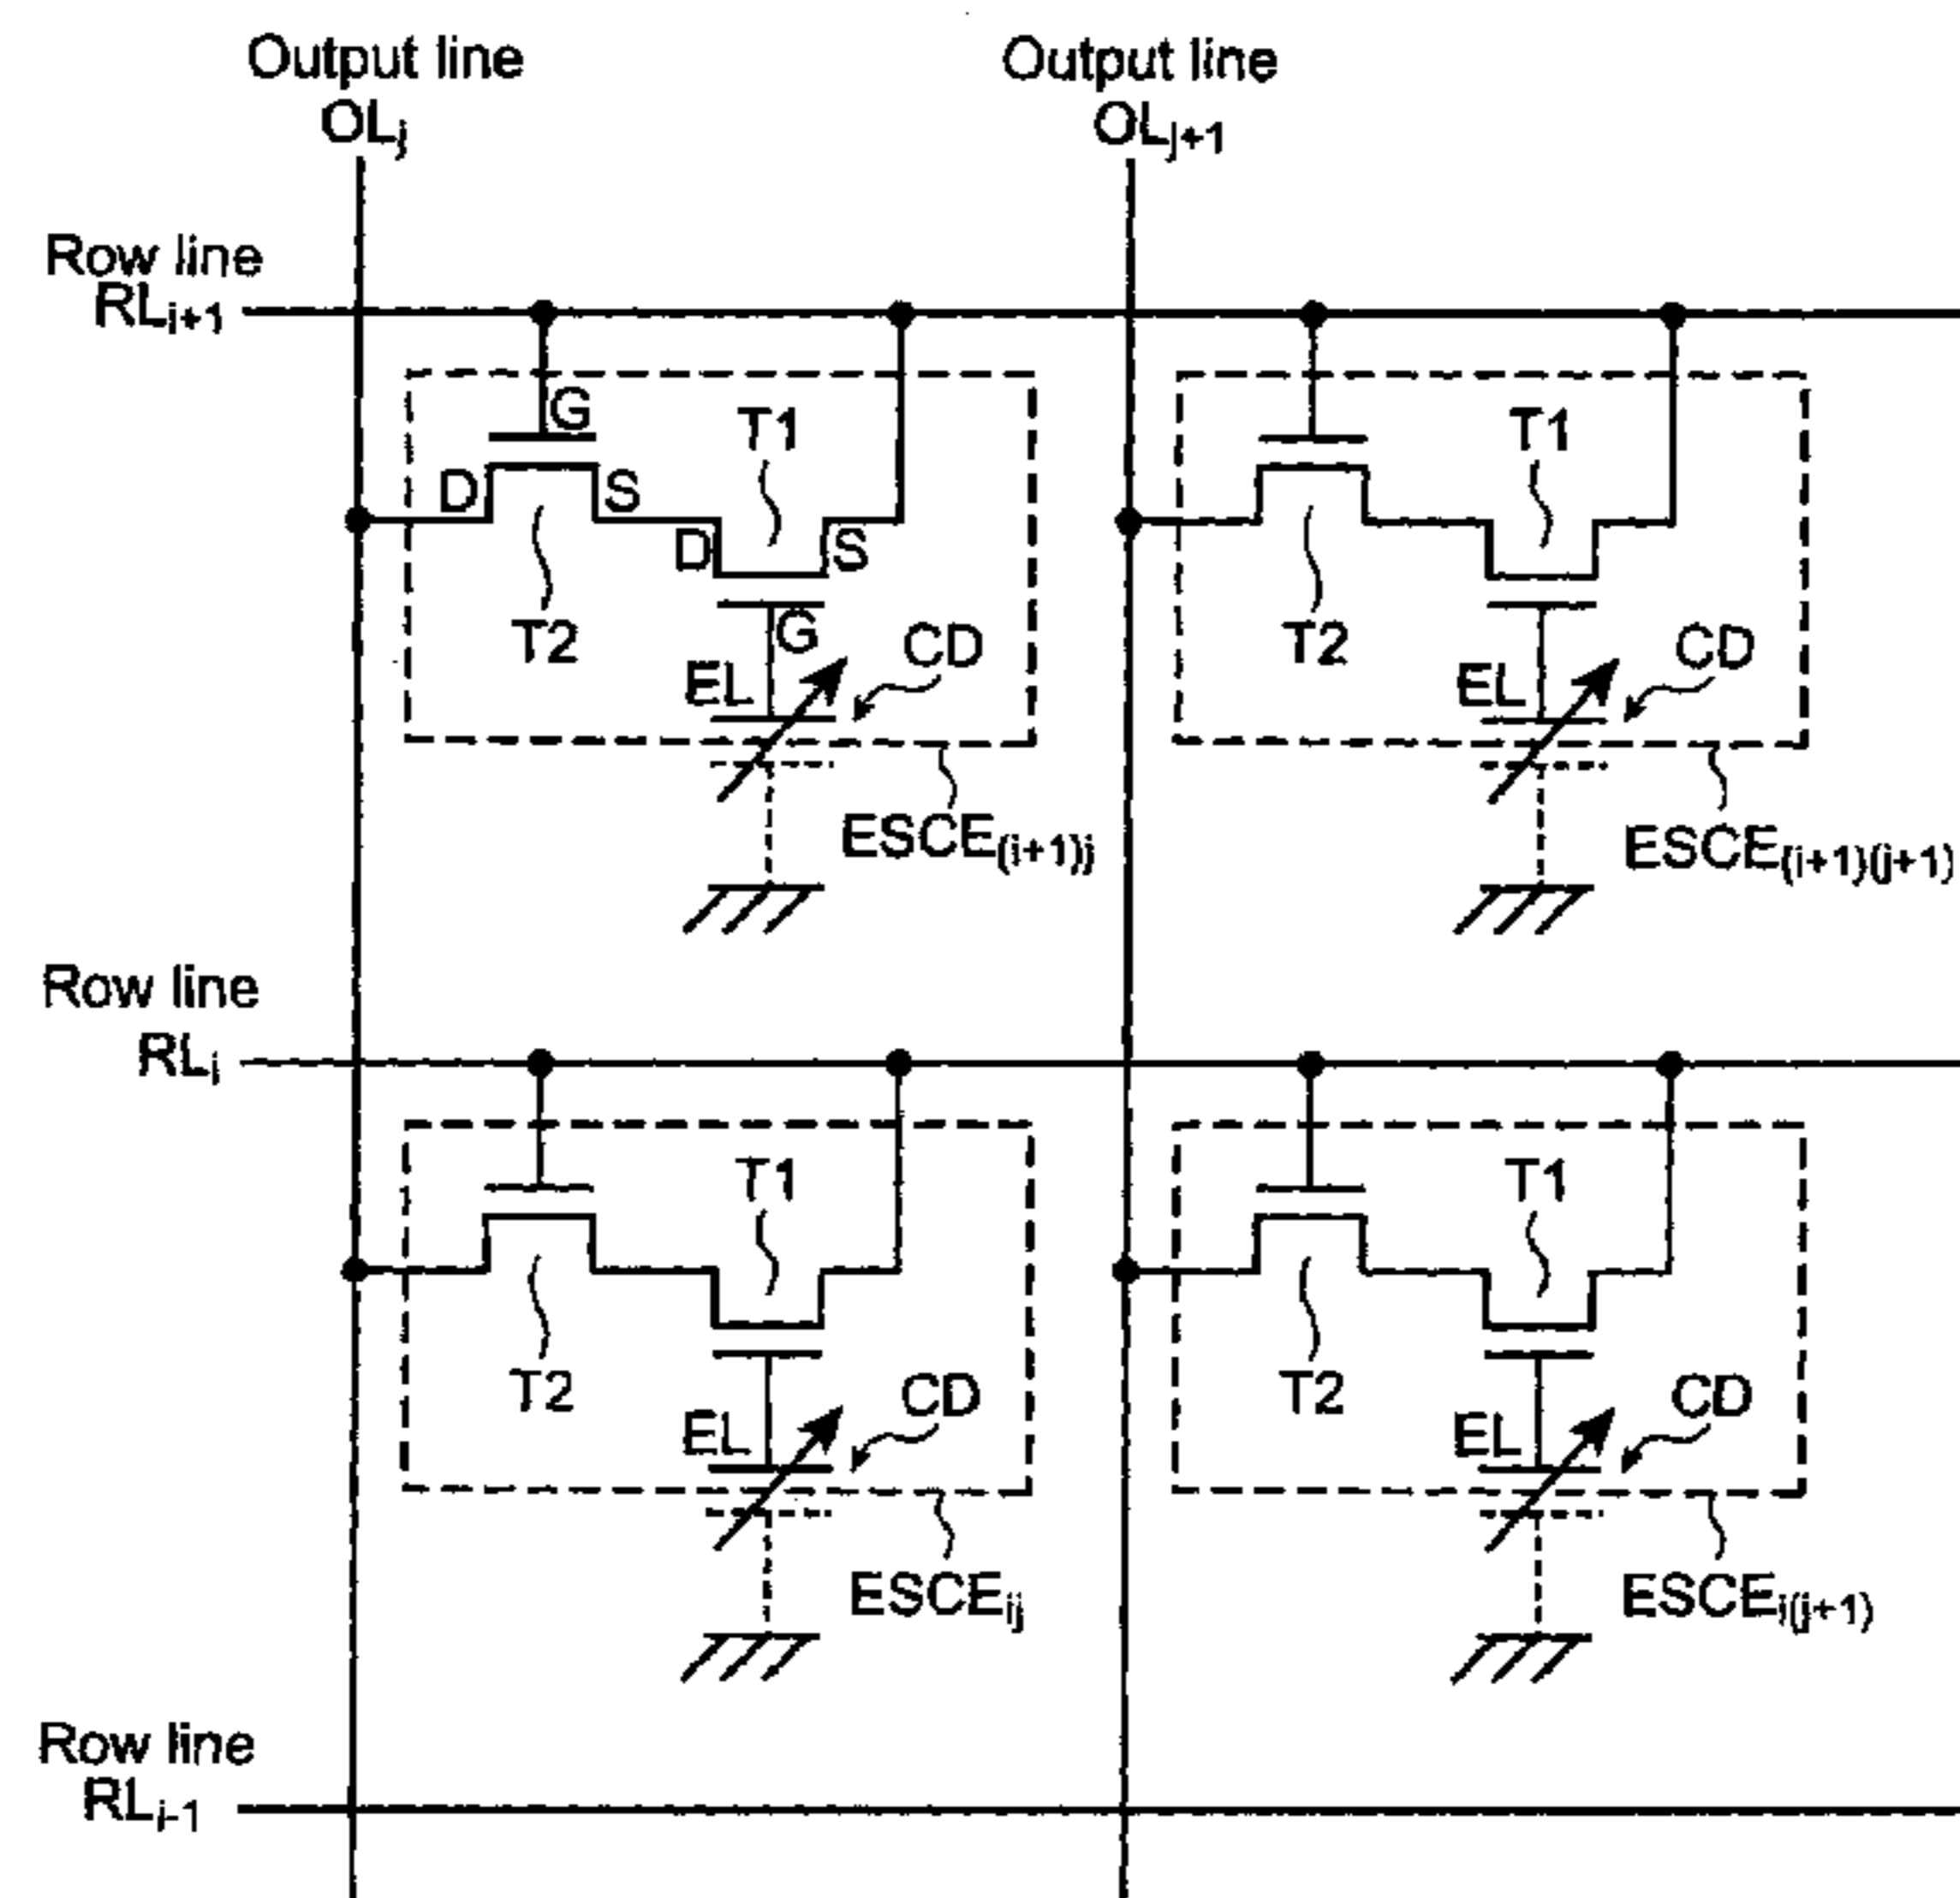 Output line
OLj
Output line
OLj+1
Row line
RLi+1
G
T1
T1
D
S
D
S
T2
G
CD
T2
CD
EL
EL
ESCE(i+1)j
ESCE(i+1)(j+1)
Row line
RLi
T1
T1
T2
CD
T2
CD
EL
EL
ESCEij
ESCEi(j+1)
Row line
RLi-1